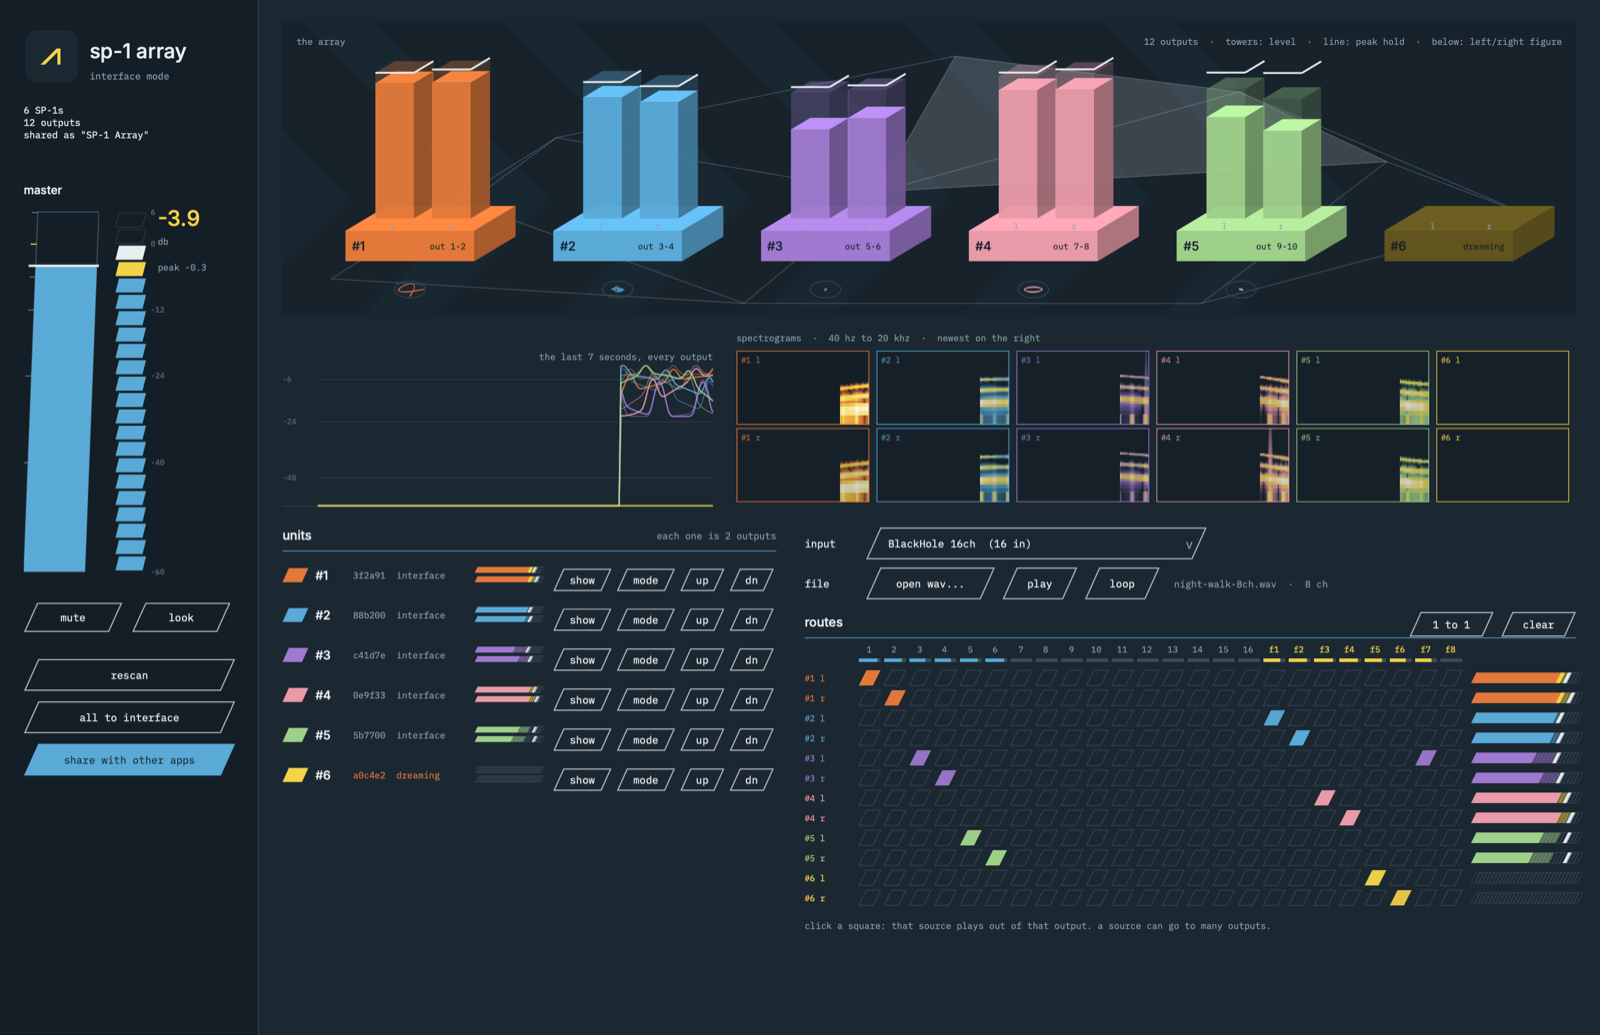 sp-1 array
interface mode
6 SP-1s
12 outputs
shared as "SP-1 Array"
master
6
-3.9
0 db
peak -0.3
-12
-24
-40
-60
mute
look
rescan
all to interface
share with other apps
the array
12 outputs · towers: level · line: peak hold · below: left/right figure
#1 out 1-2
l r
#2 out 3-4
l r
#3 out 5-6
l r
#4 out 7-8
l r
#5 out 9-10
l r
#6 dreaming
the last 7 seconds, every output
-6
-24
-48
spectrograms · 40 hz to 20 khz · newest on the right
#1 l #2 l #3 l #4 l #5 l #6 l
#1 r #2 r #3 r #4 r #5 r #6 r
units
each one is 2 outputs
#1 3f2a91 interface show mode up dn
#2 88b200 interface show mode up dn
#3 c41d7e interface show mode up dn
#4 0e9f33 interface show mode up dn
#5 5b7700 interface show mode up dn
#6 a0c4e2 dreaming show mode up dn
input BlackHole 16ch (16 in) v
file open wav... play loop night-walk-8ch.wav · 8 ch
routes 1 to 1 clear
1 2 3 4 5 6 7 8 9 10 11 12 13 14 15 16 f1 f2 f3 f4 f5 f6 f7 f8
#1 l
#1 r
#2 l
#2 r
#3 l
#3 r
#4 l
#4 r
#5 l
#5 r
#6 l
#6 r
click a square: that source plays out of that output. a source can go to many outputs.